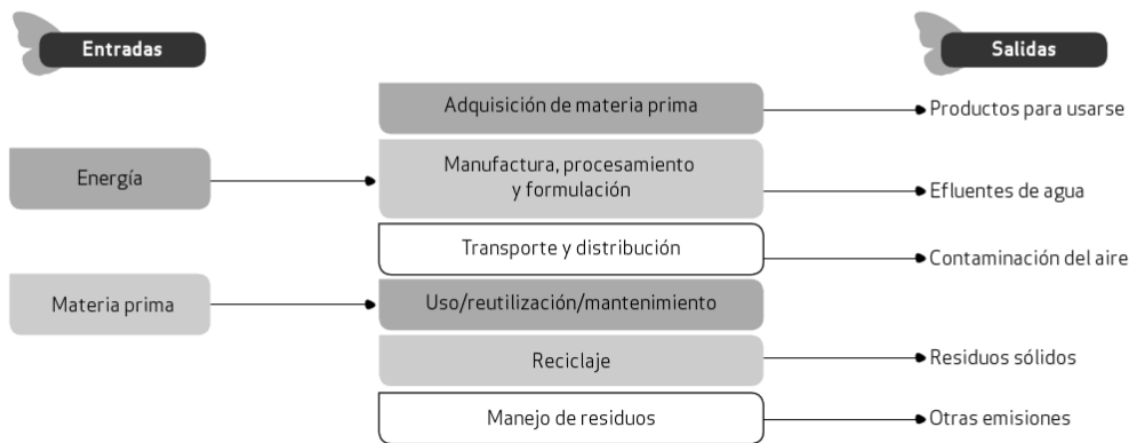 Entradas
Salidas
Adquisición de materia prima
Productos para usarse
Energía
Manufactura, procesamiento
y formulación
Efluentes de agua
Transporte y distribución
Contaminación del aire
Materia prima
Uso/reutilización/mantenimiento
Reciclaje
Residuos sólidos
Manejo de residuos
Otras emisiones